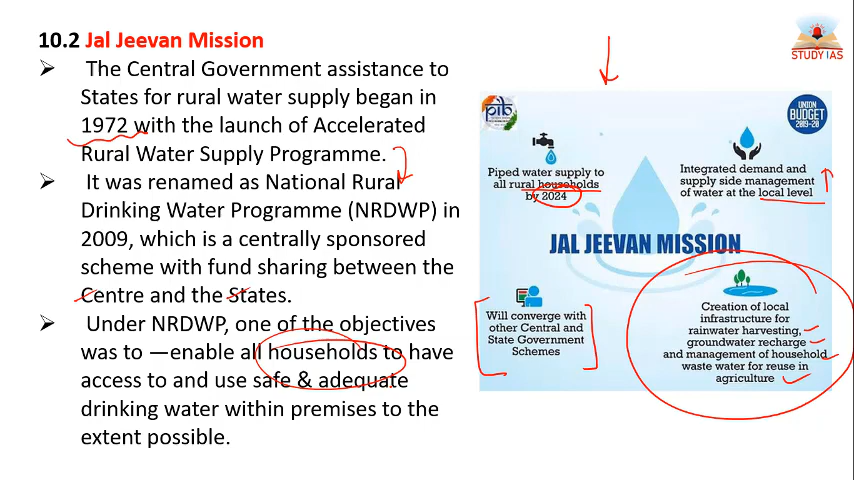 10.2 Jal Jeevan Mission
➢ The Central Government assistance to
States for rural water supply began in
1972 with the launch of Accelerated
Rural Water Supply Programme.
➢ It was renamed as National Rural
Drinking Water Programme (NRDWP) in
2009, which is a centrally sponsored
scheme with fund sharing between the
Centre and the States.
➢ Under NRDWP, one of the objectives
was to —enable all households to have
access to and use safe & adequate
drinking water within premises to the
extent possible.
STUDY IAS
pib
UNION
BUDGET
2019-20
Piped water supply to
all rural households
by 2024
Integrated demand and
supply side management
of water at the local level
JAL JEEVAN MISSION
Will converge with
other Central and
State Government
Schemes
Creation of local
infrastructure for
rainwater harvesting,
groundwater recharge
and management of household
waste water for reuse in
agriculture